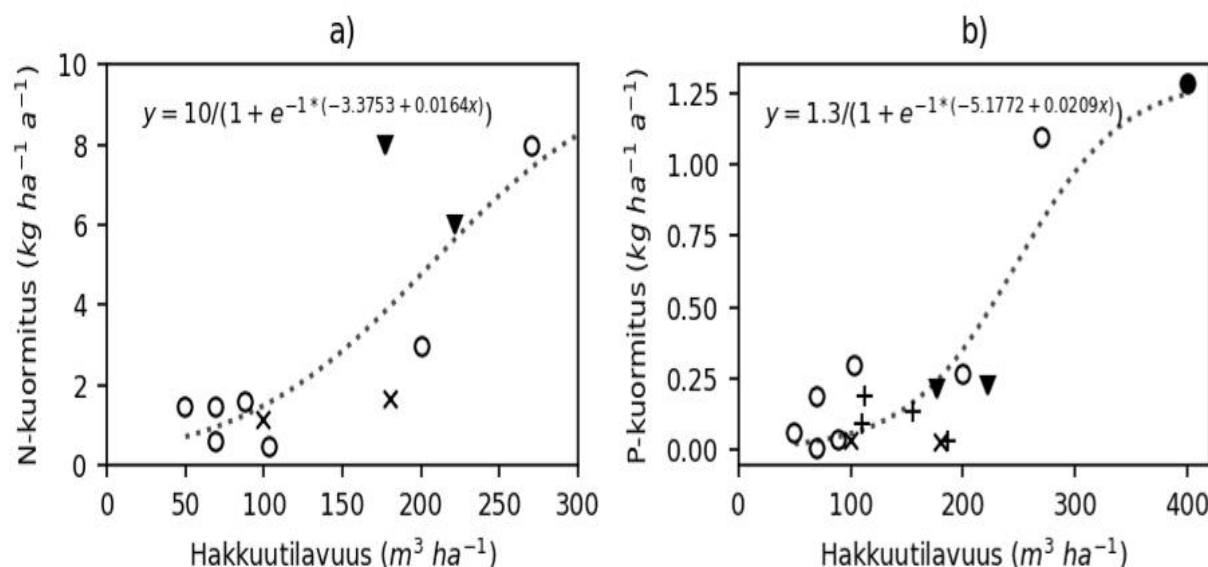 a)
N-kuormitus (kg ha⁻¹ a⁻¹)
10
8
6
4
2
0
y = 10/(1 + e^{-1*(-3.3753 + 0.0164x)})
0 50 100 150 200 250 300
Hakkuutilavuus (m³ ha⁻¹)
b)
P-kuormitus (kg ha⁻¹ a⁻¹)
1.25
1.00
0.75
0.50
0.25
0.00
y = 1.3/(1 + e^{-1*(-5.1772 + 0.0209x)})
0 100 200 300 400
Hakkuutilavuus (m³ ha⁻¹)